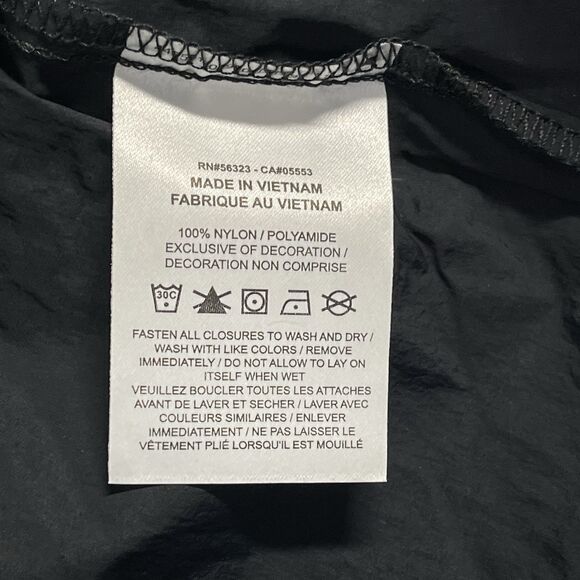 RN#56323 - CA#05553
MADE IN VIETNAM
FABRIQUÉ AU VIETNAM
100% NYLON / POLYAMIDE
EXCLUSIVE OF DECORATION /
DECORATION NON COMPRISE
30C
FASTEN ALL CLOSURES TO WASH AND DRY /
WASH WITH LIKE COLORS / REMOVE
IMMEDIATELY / DO NOT ALLOW TO LAY ON
ITSELF WHEN WET
VEUILLEZ BOUCLER TOUTES LES ATTACHES
AVANT DE LAVER ET SECHER / LAVER AVEC
COULEURS SIMILAIRES / ENLEVER
IMMEDIATEMENT / NE PAS LAISSER LE
VÊTEMENT PLIÉ LORSQU'IL EST MOUILLÉ